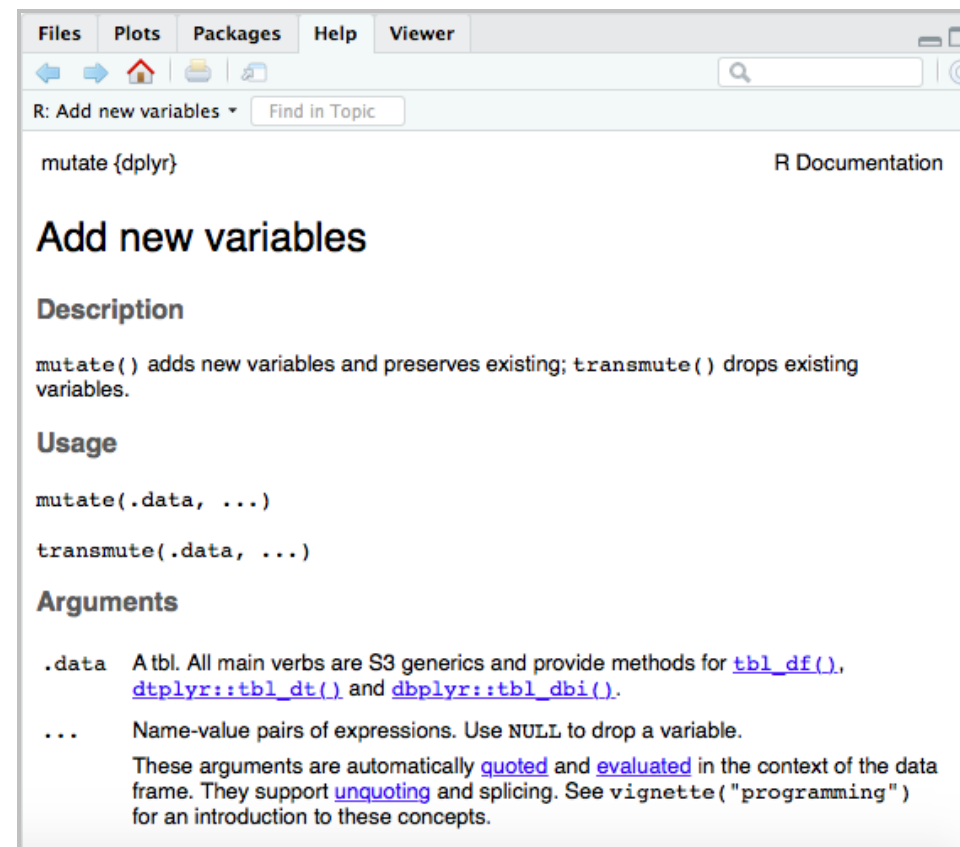 Files Plots Packages Help Viewer
R: Add new variables Find in Topic
mutate {dplyr} R Documentation
Add new variables
Description
mutate() adds new variables and preserves existing; transmute() drops existing
variables.
Usage
mutate(.data, ...)
transmute(.data, ...)
Arguments
.data A tbl. All main verbs are S3 generics and provide methods for tbl_df(),
dtplyr::tbl_dt() and dbplyr::tbl_dbi().
... Name-value pairs of expressions. Use NULL to drop a variable.
These arguments are automatically quoted and evaluated in the context of the data
frame. They support unquoting and splicing. See vignette("programming")
for an introduction to these concepts.